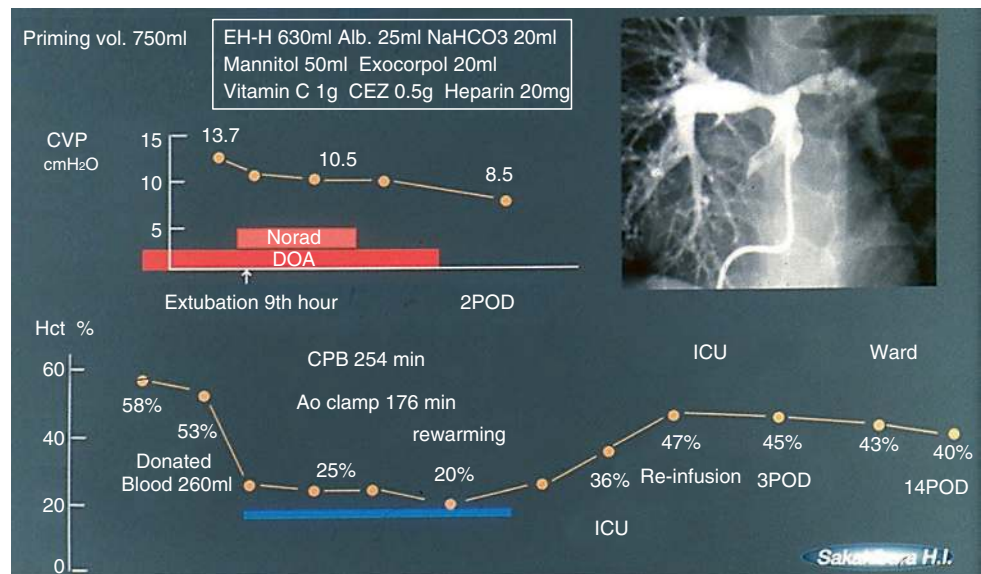 Priming vol. 750ml
EH-H 630ml Alb. 25ml NaHCO3 20ml
Mannitol 50ml Exocorpol 20ml
Vitamin C 1g CEZ 0.5g Heparin 20mg
CVP
cmH2O
15
10
5
13.7
10.5
8.5
Norad
DOA
Extubation 9th hour
2POD
Hct %
60
40
20
0
CPB 254 min
Ao clamp 176 min
rewarming
ICU
Ward
58%
53%
Donated
Blood 260ml
25%
20%
36%
ICU
47%
Re-infusion
45%
3POD
43%
40%
14POD
H.I.